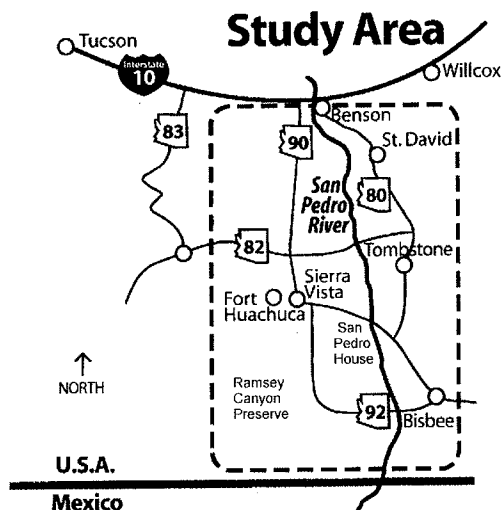 Study Area
Tucson
Interstate
10
Willcox
83
90
Benson
St. David
80
San
Pedro
River
82
Tombstone
Sierra
Vista
Fort
Huachuca
San
Pedro
House
NORTH
Ramsey
Canyon
Preserve
92
Bisbee
U.S.A.
Mexico